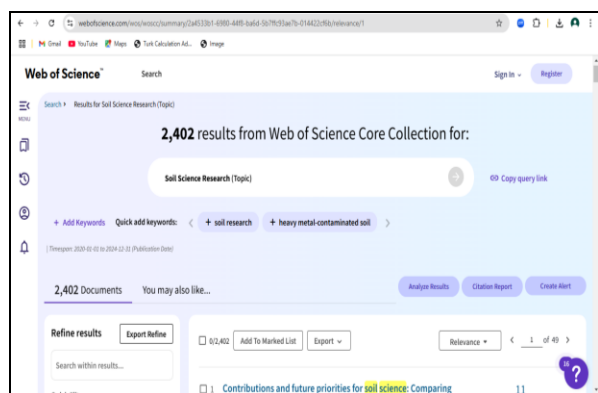 webofscience.com/wos/woscc/summary/2a4533b1-6980-44f8-ba6d-5b7ffc93ae7b-014422cf6b/relevance/1
Gmail YouTube Maps Turk Calculation Ad... Image
Web of Science™ Search Sign In Register
MENU
Search > Results for Soil Science Research (Topic)
2,402 results from Web of Science Core Collection for:
Soil Science Research (Topic)
Copy query link
+ Add Keywords Quick add keywords: < + soil research + heavy metal-contaminated soil >
Timespan: 2020-01-01 to 2024-12-31 (Publication Date)
2,402 Documents You may also like...
Analyze Results Citation Report Create Alert
Refine results Export Refine
0/2,402 Add To Marked List Export Relevance < 1 of 49 >
Search within results...
16
?
1 Contributions and future priorities for soil science: Comparing 11